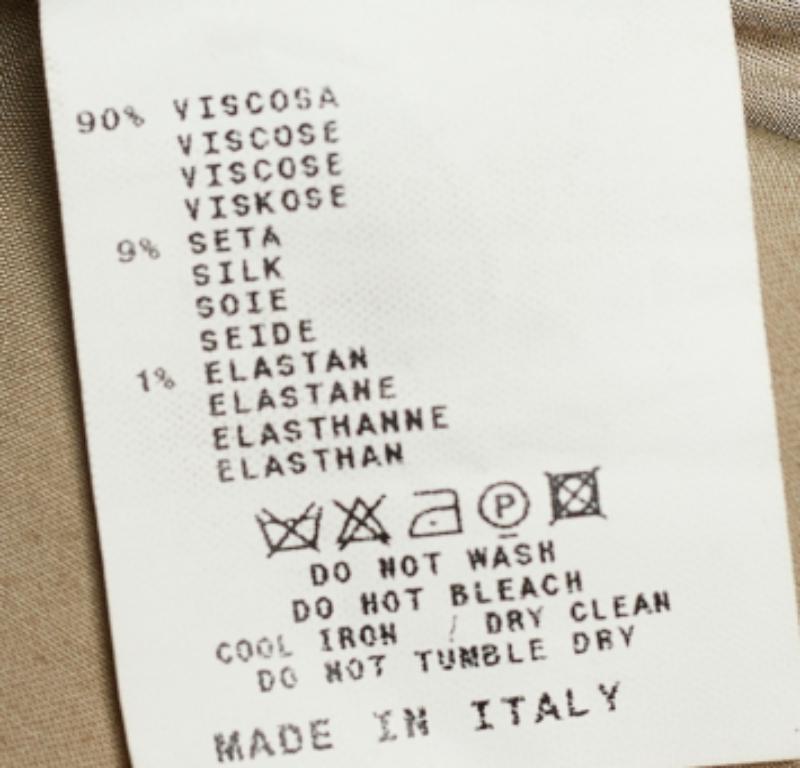 90% VISCOSA
VISCOSE
VISCOSE
VISKOSE
9% SETA
SILK
SOIE
SEIDE
1% ELASTAN
ELASTANE
ELASTHANNE
ELASTHAN
P
DO NOT WASH
DO NOT BLEACH
COOL IRON / DRY CLEAN
DO NOT TUMBLE DRY
MADE IN ITALY